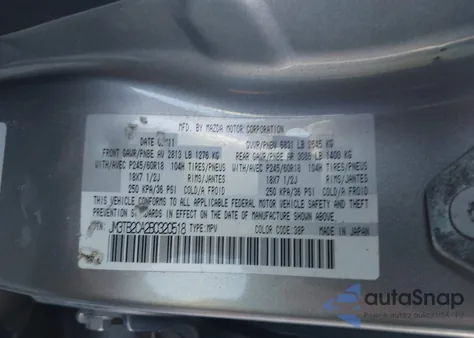 MFD. BY MAZDA MOTOR CORPORATION
DATE 11 GVWR/PNBV 5831 LB 2645 KG
FRONT GAWR/PNBE AV 2813 LB 1276 KG REAR GAWR/PNBE AR 3086 LB 1400 KG
WITH/AVEC P245/60R18 104H TIRES/PNEUS WITH/AVEC P245/60R18 104H TIRES/PNEUS
18X7 1/2J RIMS/JANTES 18X7 1/2J RIMS/JANTES
250 KPA/36 PSI COLD/A FROID 250 KPA/36 PSI COLD/A FROID
THIS VEHICLE CONFORMS TO ALL APPLICABLE FEDERAL MOTOR VEHICLE SAFETY AND THEFT
PREVENTION STANDARDS IN EFFECT ON THE DATE OF MANUFACTURE SHOWN ABOVE.
JM3TB2CA2B0320518 TYPE:MPV COLOR CODE:38P MADE IN JAPAN
autoSnap